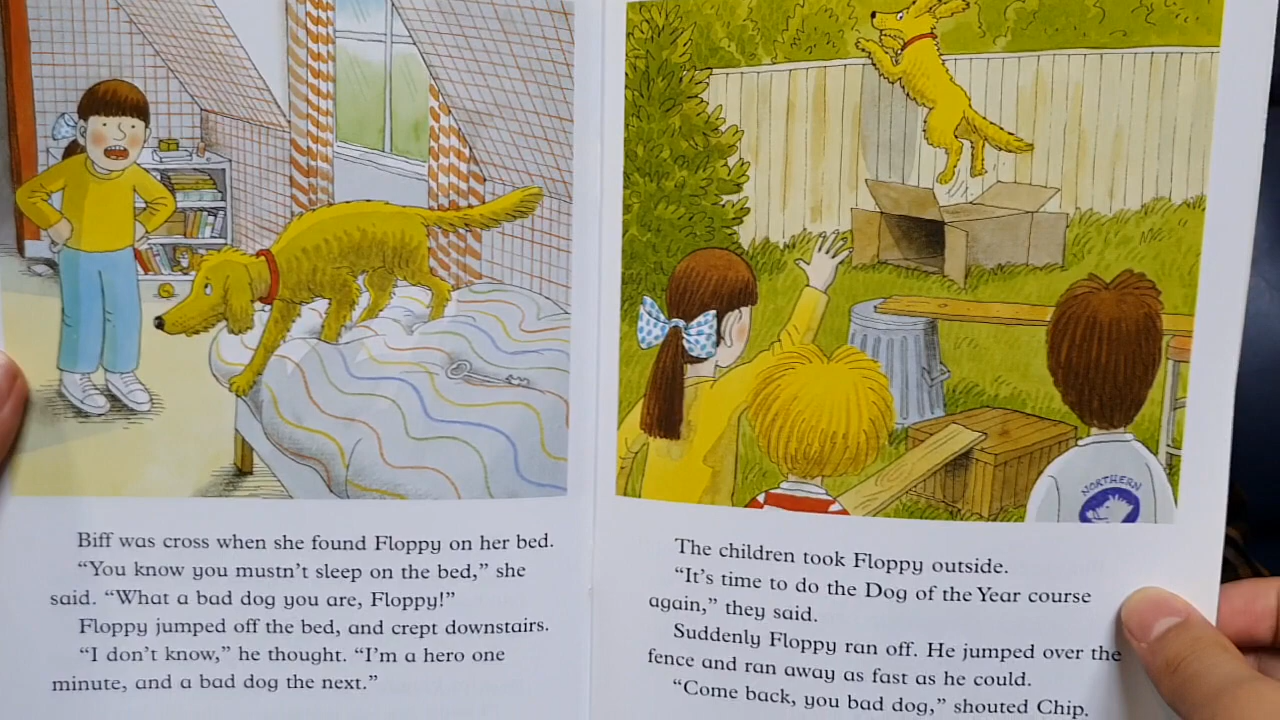 Biff was cross when she found Floppy on her bed.
“You know you mustn’t sleep on the bed,” she
said. “What a bad dog you are, Floppy!”
Floppy jumped off the bed, and crept downstairs.
“I don’t know,” he thought. “I’m a hero one
minute, and a bad dog the next.”
NORTHERN
The children took Floppy outside.
“It’s time to do the Dog of the Year course
again,” they said.
Suddenly Floppy ran off. He jumped over the
fence and ran away as fast as he could.
“Come back, you bad dog,” shouted Chip.